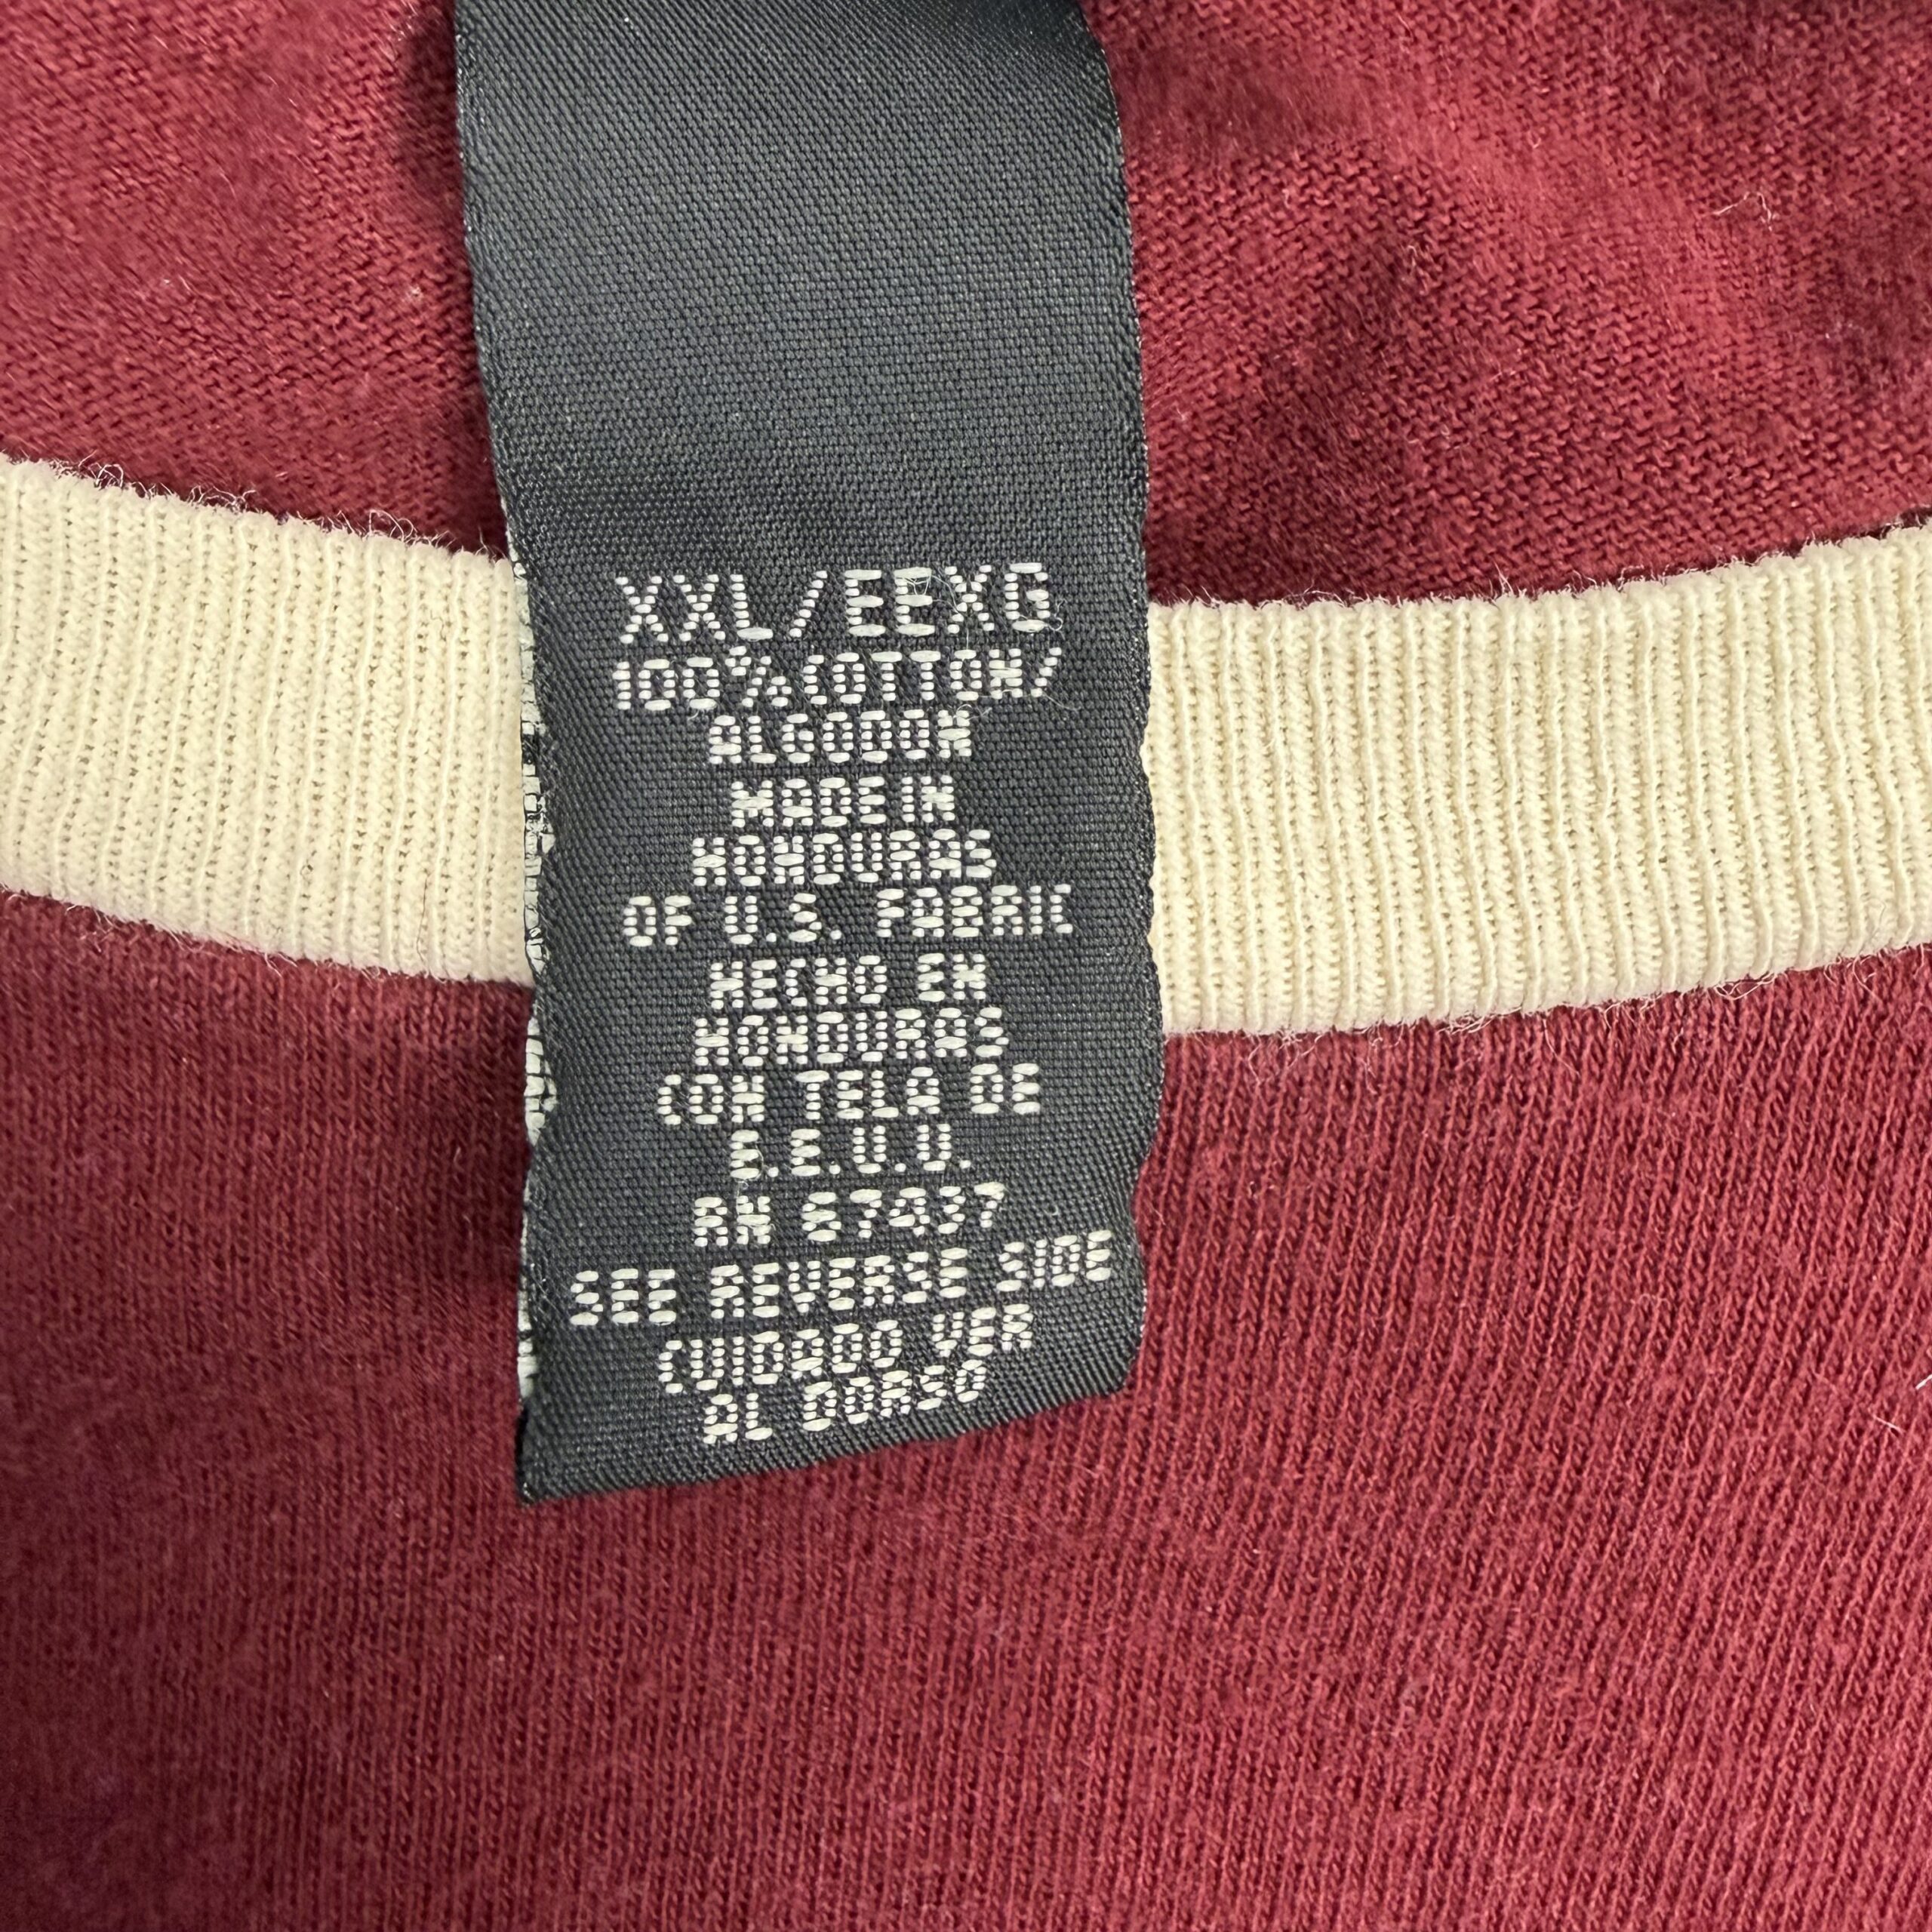 XXL/EEXG
100% COTTON/
ALGODON
MADE IN
HONDURAS
OF U.S. FABRIC
HECHO EN
HONDURAS
CON TELA DE
E.E.U.U.
RN 67437
SEE REVERSE SIDE
CUIDADO VER
AL DORSO